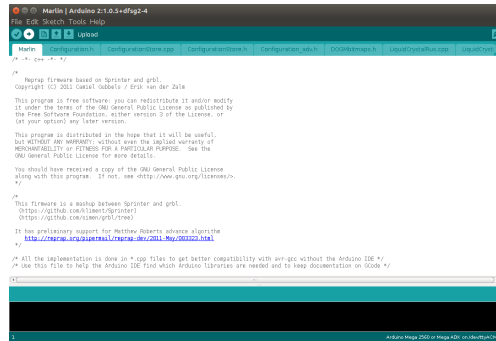 Marlin | Arduino 2:1.0.5+dfsg2-4
File Edit Sketch Tools Help
Upload
Marlin Configuration.h ConfigurationStore.cpp ConfigurationStore.h Configuration_adv.h DOGMbitmaps.h LiquidCrystalRus.cpp LiquidCryst
/* -*- c++ -*- */
/*
Reprap firmware based on Sprinter and grbl.
Copyright (C) 2011 Camiel Gubbels / Erik van der Zalm
This program is free software: you can redistribute it and/or modify
it under the terms of the GNU General Public License as published by
the Free Software Foundation, either version 3 of the License, or
(at your option) any later version.
This program is distributed in the hope that it will be useful,
but WITHOUT ANY WARRANTY; without even the implied warranty of
MERCHANTABILITY or FITNESS FOR A PARTICULAR PURPOSE.  See the
GNU General Public License for more details.
You should have received a copy of the GNU General Public License
along with this program.  If not, see <http://www.gnu.org/licenses/>.
*/
/*
This firmware is a mashup between Sprinter and grbl.
(https://github.com/kliment/Sprinter)
(https://github.com/simen/grbl/tree)
It has preliminary support for Matthew Roberts advance algorithm
http://reprap.org/pipermail/reprap-dev/2011-May/003323.html
*/
/* All the implementation is done in *.cpp files to get better compatibility with avr-gcc without the Arduino IDE */
/* Use this file to help the Arduino IDE find which Arduino libraries are needed and to keep documentation on GCode */
1
Arduino Mega 2560 or Mega ADK on /dev/ttyACM